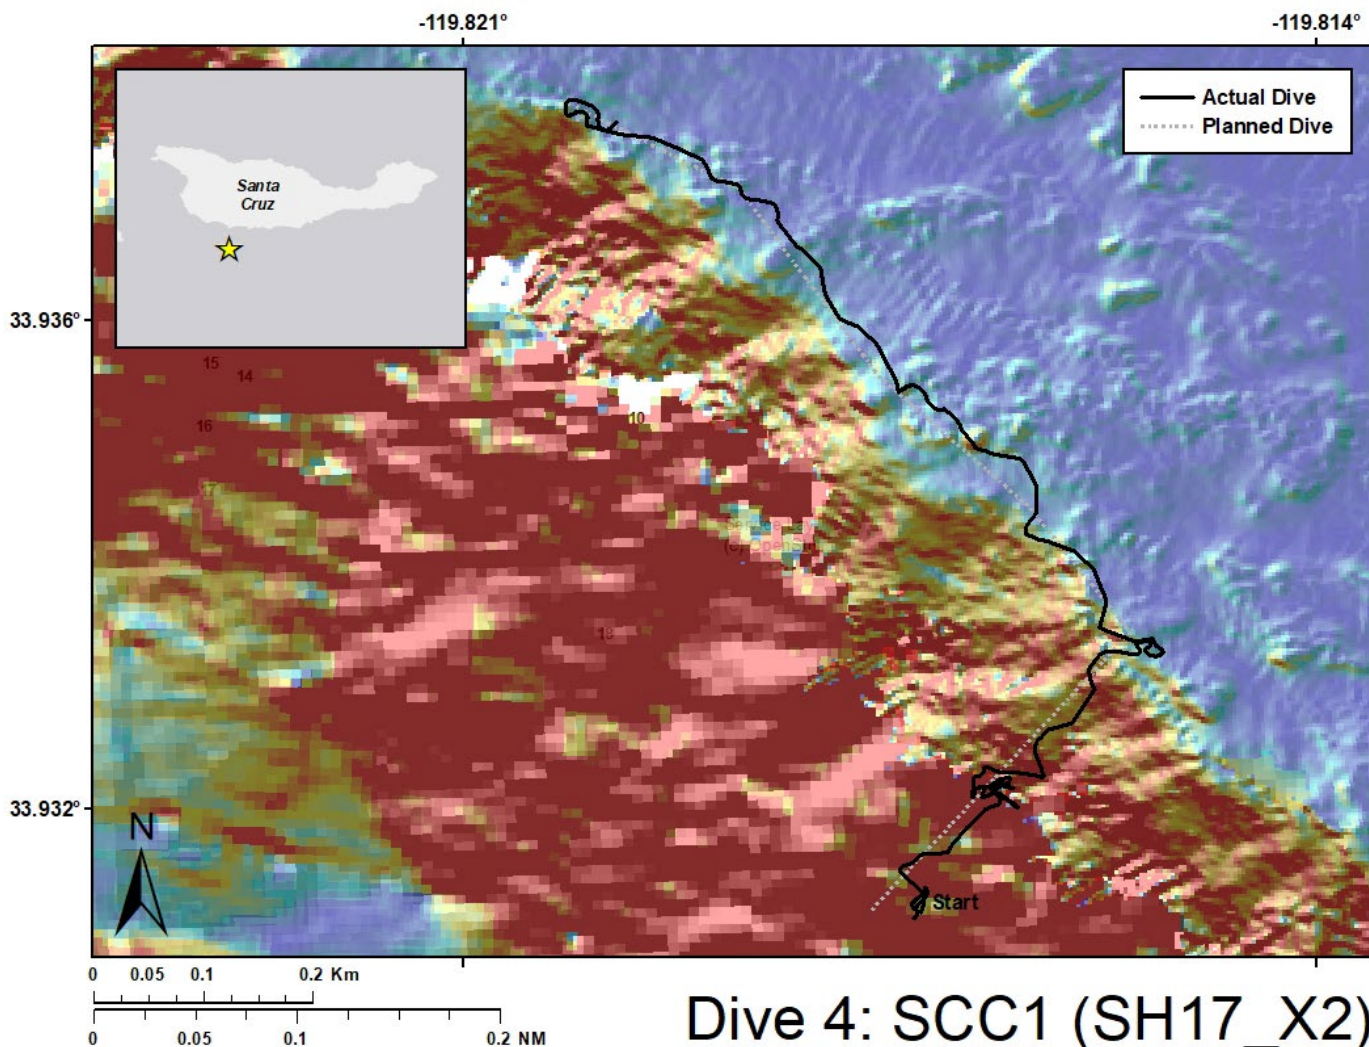 -119.821°
-119.814°
Actual Dive
Planned Dive
Santa
Cruz
33.936°
15
14
10
16
17
18
33.932°
N
Start
0 0.05 0.1 0.2 Km
0 0.05 0.1 0.2 NM
Dive 4: SCC1 (SH17_X2)